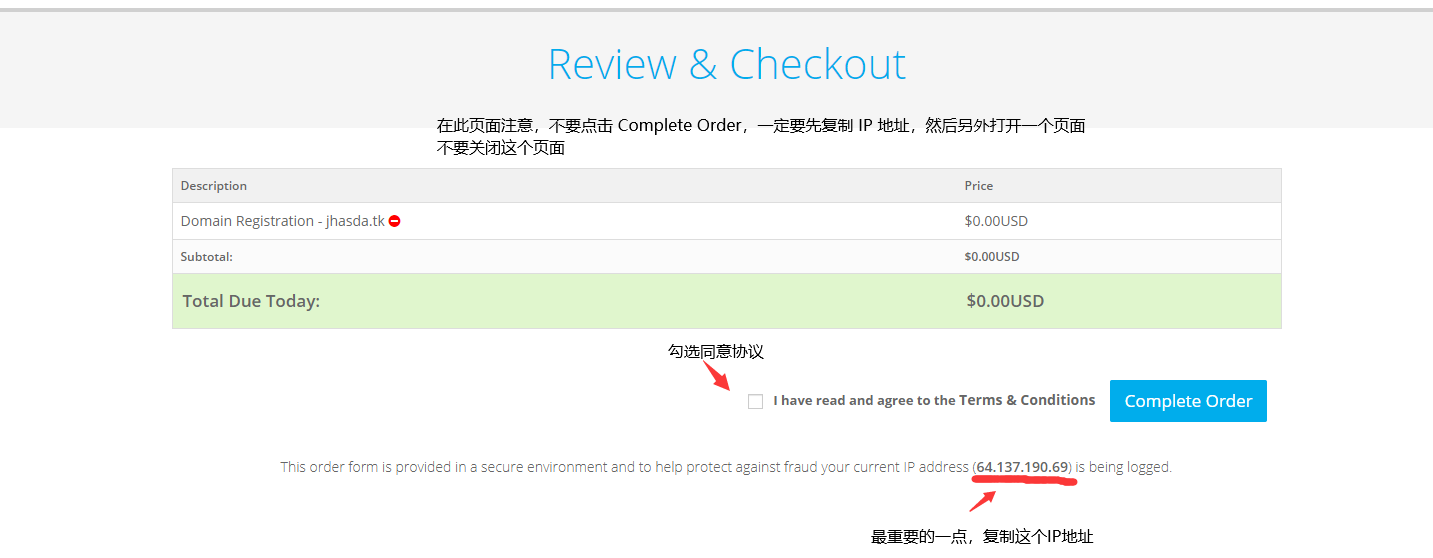 Review & Checkout
在此页面注意，不要点击 Complete Order，一定要先复制 IP 地址，然后另外打开一个页面
不要关闭这个页面
Description Price
Domain Registration - jhasda.tk $0.00USD
Subtotal: $0.00USD
Total Due Today: $0.00USD
勾选同意协议
I have read and agree to the Terms & Conditions Complete Order
This order form is provided in a secure environment and to help protect against fraud your current IP address (64.137.190.69) is being logged.
最重要的一点，复制这个IP地址